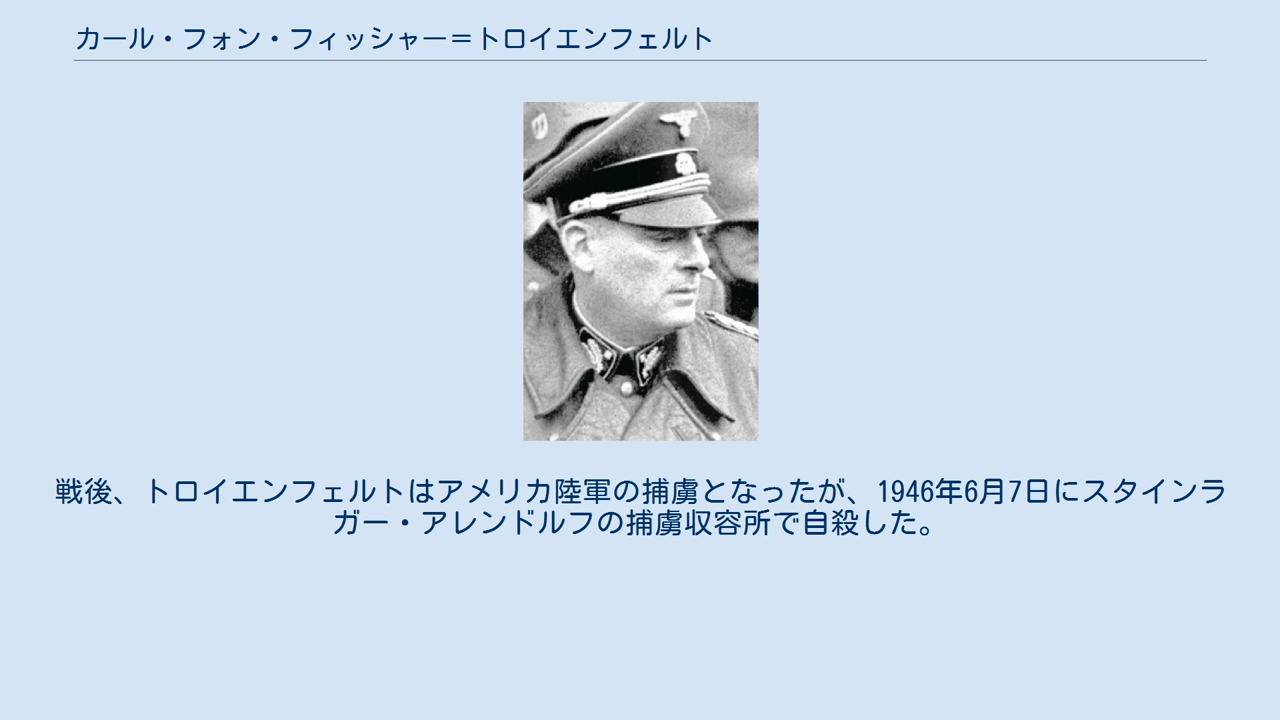 カール・フォン・フィッシャー＝トロイエンフェルト
戦後、トロイエンフェルトはアメリカ陸軍の捕虜となったが、1946年6月7日にスタインラ
ガー・アレンドルフの捕虜収容所で自殺した。